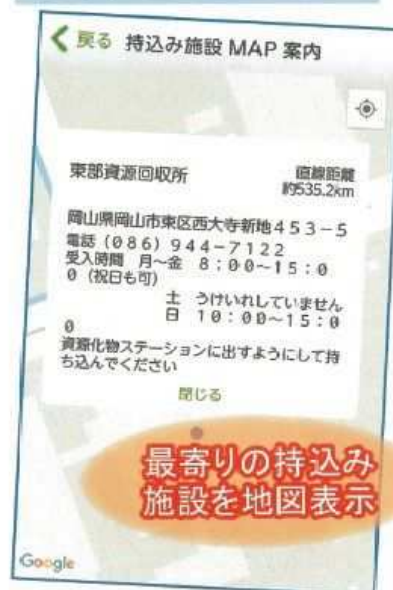 戻る 持込み施設 MAP 案内
東部資源回収所 直線距離
約535.2km
岡山県岡山市東区西大寺新地453-5
電話(086)944-7122
受入時間 月~金 8:00~15:0
0(祝日も可)
土 うけいれしていません
日 10:00~15:0
0
資源化物ステーションに出すようにして持
ち込んでください
閉じる
最寄りの持込み
施設を地図表示
Google